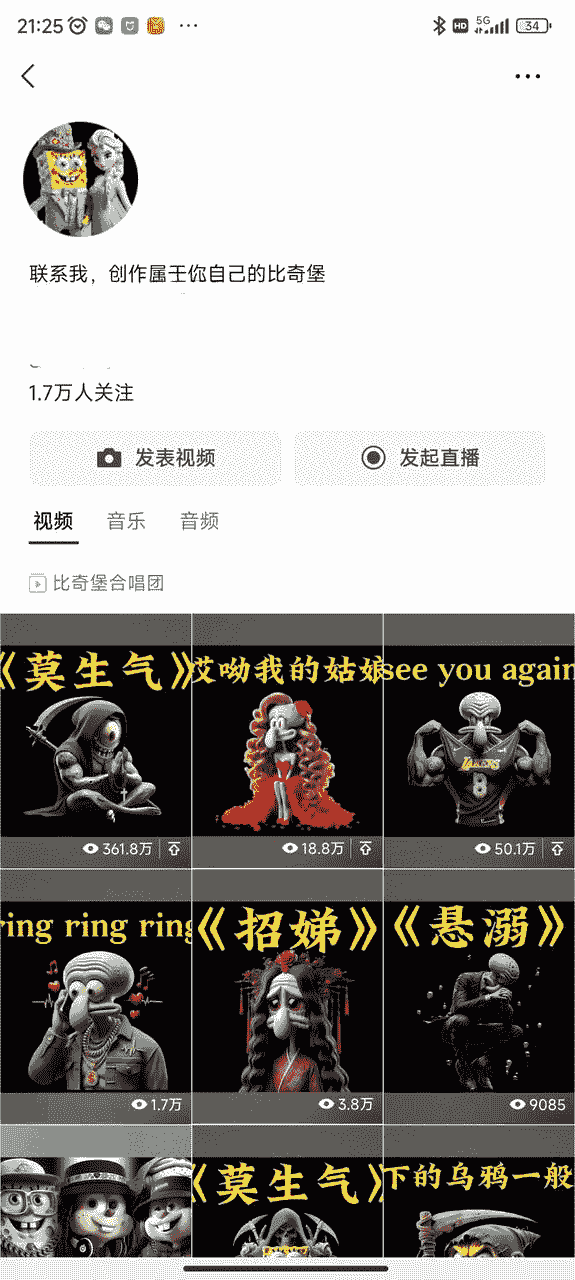 21:25
HD 5G 34
联系我，创作属于你自己的比奇堡
1.7万人关注
发表视频 发起直播
视频 音乐 音频
比奇堡合唱团
《莫生气》 哎呦我的姑娘 see you again
LAKERS
8
361.8万 18.8万 50.1万
ring ring ring 《招娣》 《悬溺》
1.7万 3.8万 9085
《莫生气》 下的乌鸦一般